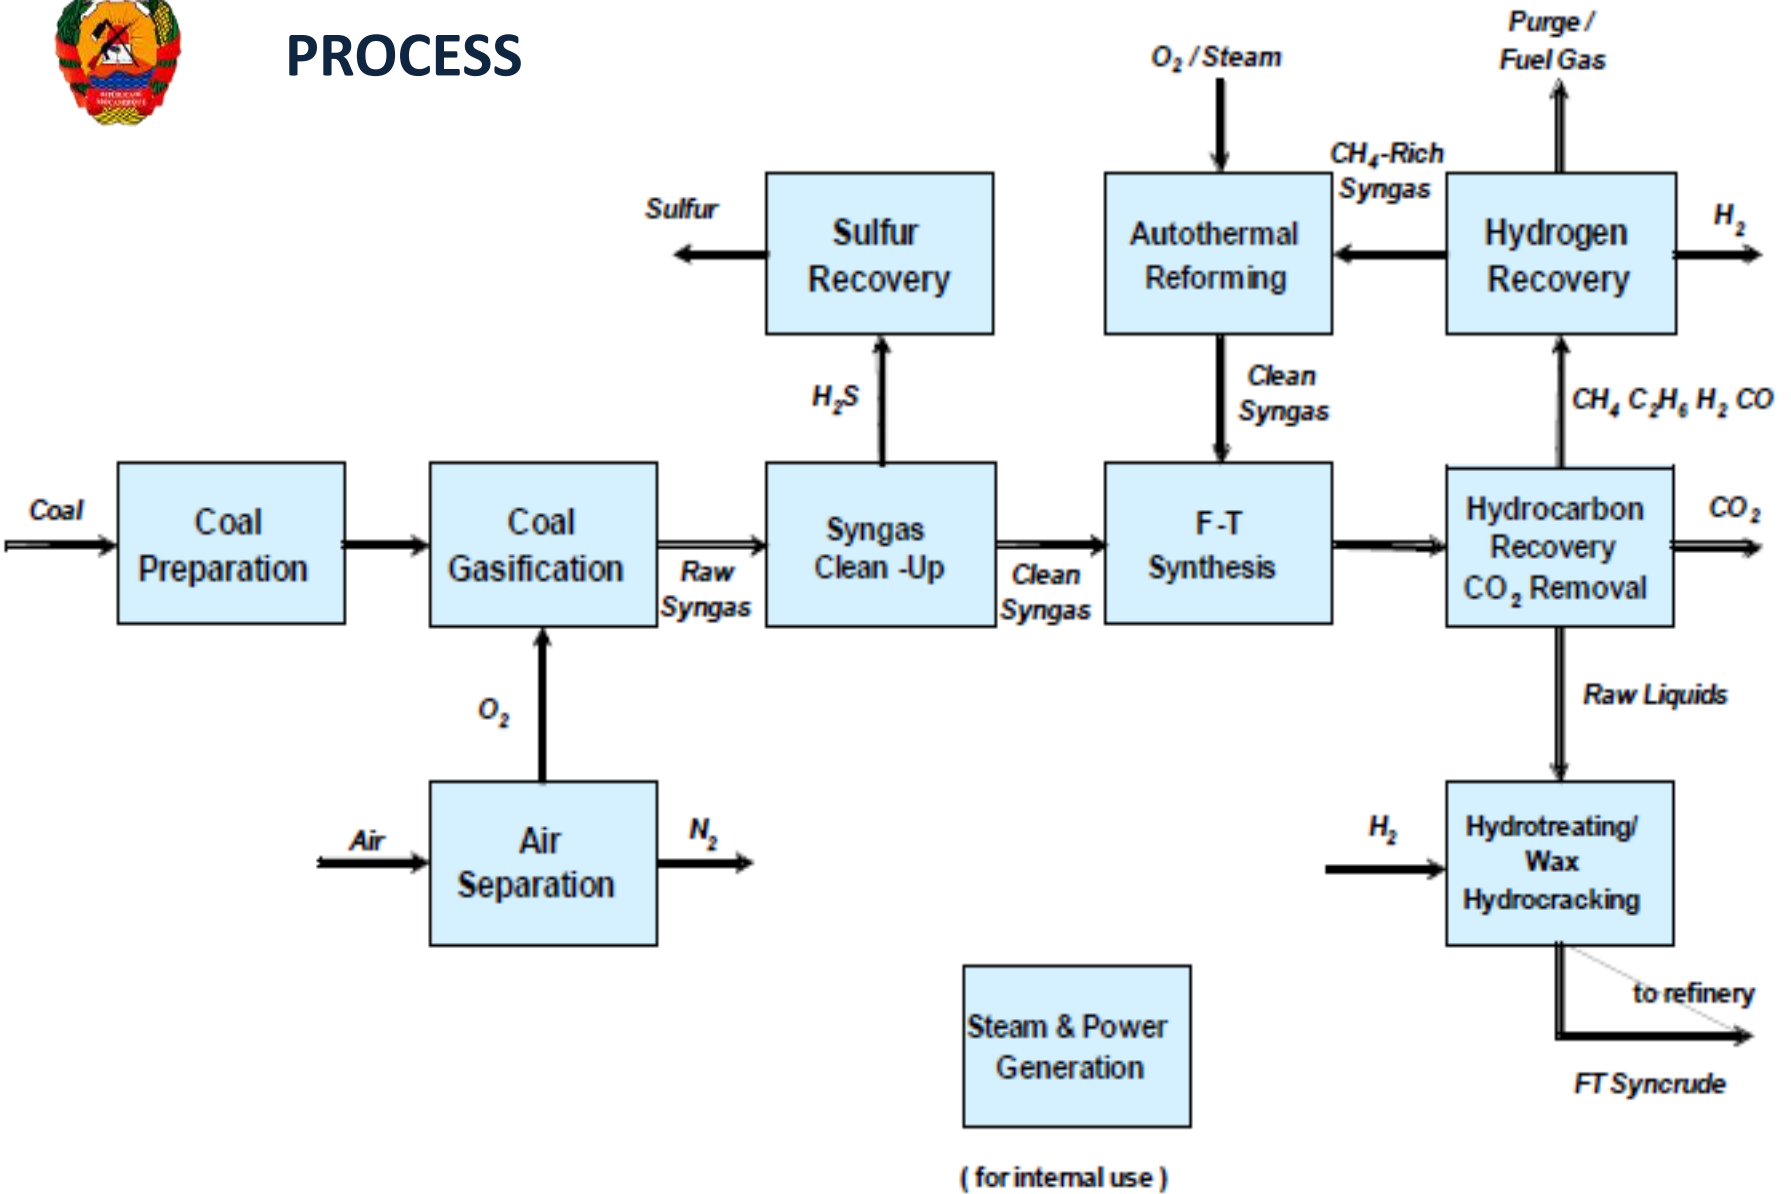 PROCESS
REPÚBLICA DE
MOÇAMBIQUE
O2 / Steam
Purge /
Fuel Gas
CH4-Rich
Syngas
Sulfur
Sulfur
Recovery
Autothermal
Reforming
Hydrogen
Recovery
H2
H2S
Clean
Syngas
CH4 C2H6 H2 CO
Coal
Coal
Preparation
Coal
Gasification
Raw
Syngas
Syngas
Clean -Up
Clean
Syngas
F-T
Synthesis
Hydrocarbon
Recovery
CO2 Removal
CO2
O2
Raw Liquids
Air
Air
Separation
N2
H2
Hydrotreating/
Wax
Hydrocracking
to refinery
FT Syncrude
Steam & Power
Generation
( for internal use )